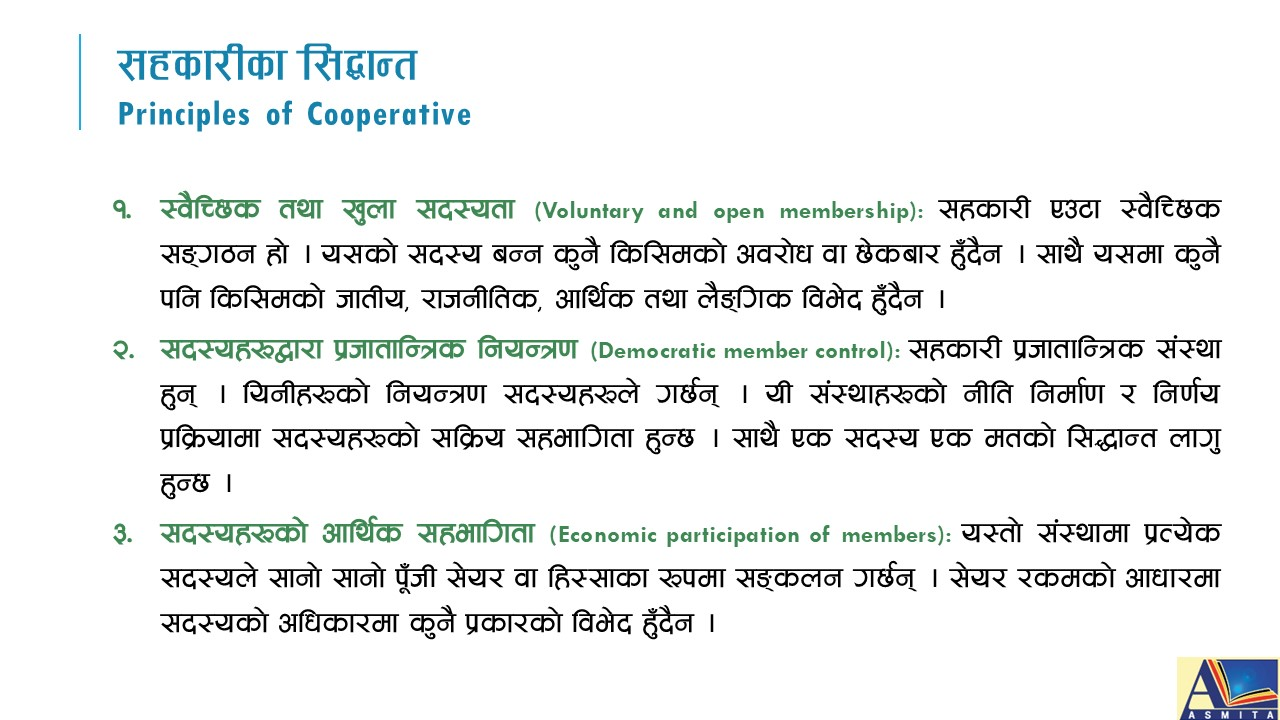 सहकारीका सिद्धान्त
Principles of Cooperative
१. स्वैच्छिक तथा खुला सदस्यता (Voluntary and open membership): सहकारी एउटा स्वैच्छिक
सङ्गठन हो । यसको सदस्य बन्न कुनै किसिमको अवरोध वा छेकबार हुँदैन । साथै यसमा कुनै
पनि किसिमको जातीय, राजनीतिक, आर्थिक तथा लैङ्गिक विभेद हुँदैन ।
२. सदस्यहरुद्वारा प्रजातान्त्रिक नियन्त्रण (Democratic member control): सहकारी प्रजातान्त्रिक संस्था
हुन् । यिनीहरुको नियन्त्रण सदस्यहरुले गर्छन् । यी संस्थाहरुको नीति निर्माण र निर्णय
प्रक्रियामा सदस्यहरुको सक्रिय सहभागिता हुन्छ । साथै एक सदस्य एक मतको सिद्धान्त लागु
हुन्छ ।
३. सदस्यहरुको आर्थिक सहभागिता (Economic participation of members): यस्तो संस्थामा प्रत्येक
सदस्यले सानो सानो पूँजी सेयर वा हिस्साका रुपमा सङ्कलन गर्छन् । सेयर रकमको आधारमा
सदस्यको अधिकारमा कुनै प्रकारको विभेद हुँदैन ।
ASMITA